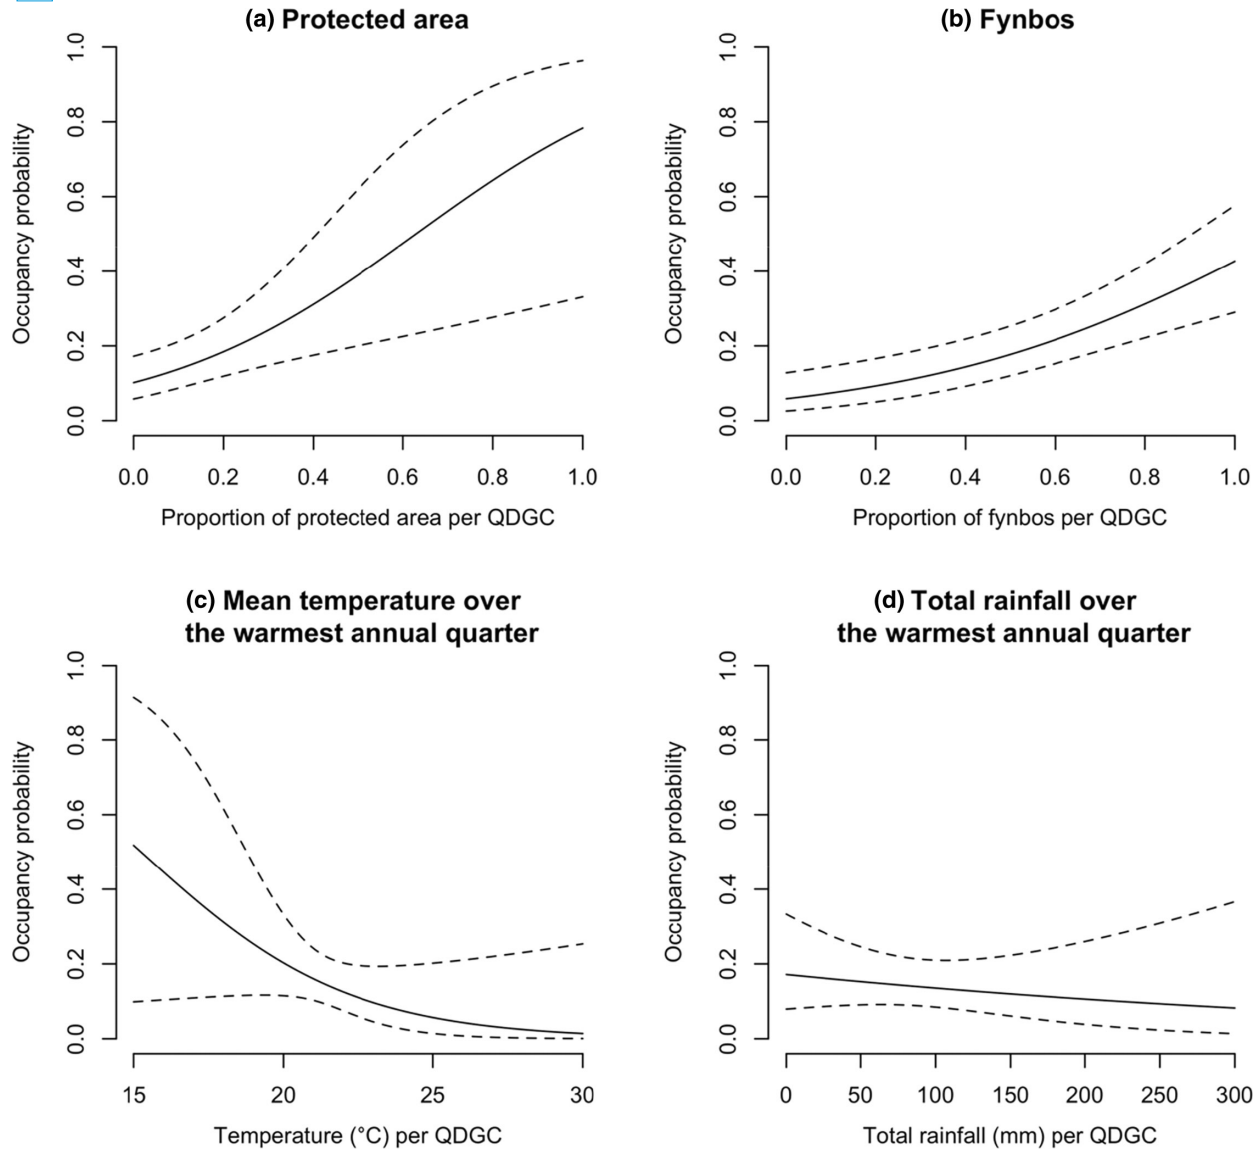 (a) Protected area
1.0
0.8
0.6
0.4
0.2
0.0
Occupancy probability
0.0 0.2 0.4 0.6 0.8 1.0
Proportion of protected area per QDGC
(b) Fynbos
1.0
0.8
0.6
0.4
0.2
0.0
Occupancy probability
0.0 0.2 0.4 0.6 0.8 1.0
Proportion of fynbos per QDGC
(c) Mean temperature over
the warmest annual quarter
1.0
0.8
0.6
0.4
0.2
0.0
Occupancy probability
15 20 25 30
Temperature (°C) per QDGC
(d) Total rainfall over
the warmest annual quarter
1.0
0.8
0.6
0.4
0.2
0.0
Occupancy probability
0 50 100 150 200 250 300
Total rainfall (mm) per QDGC